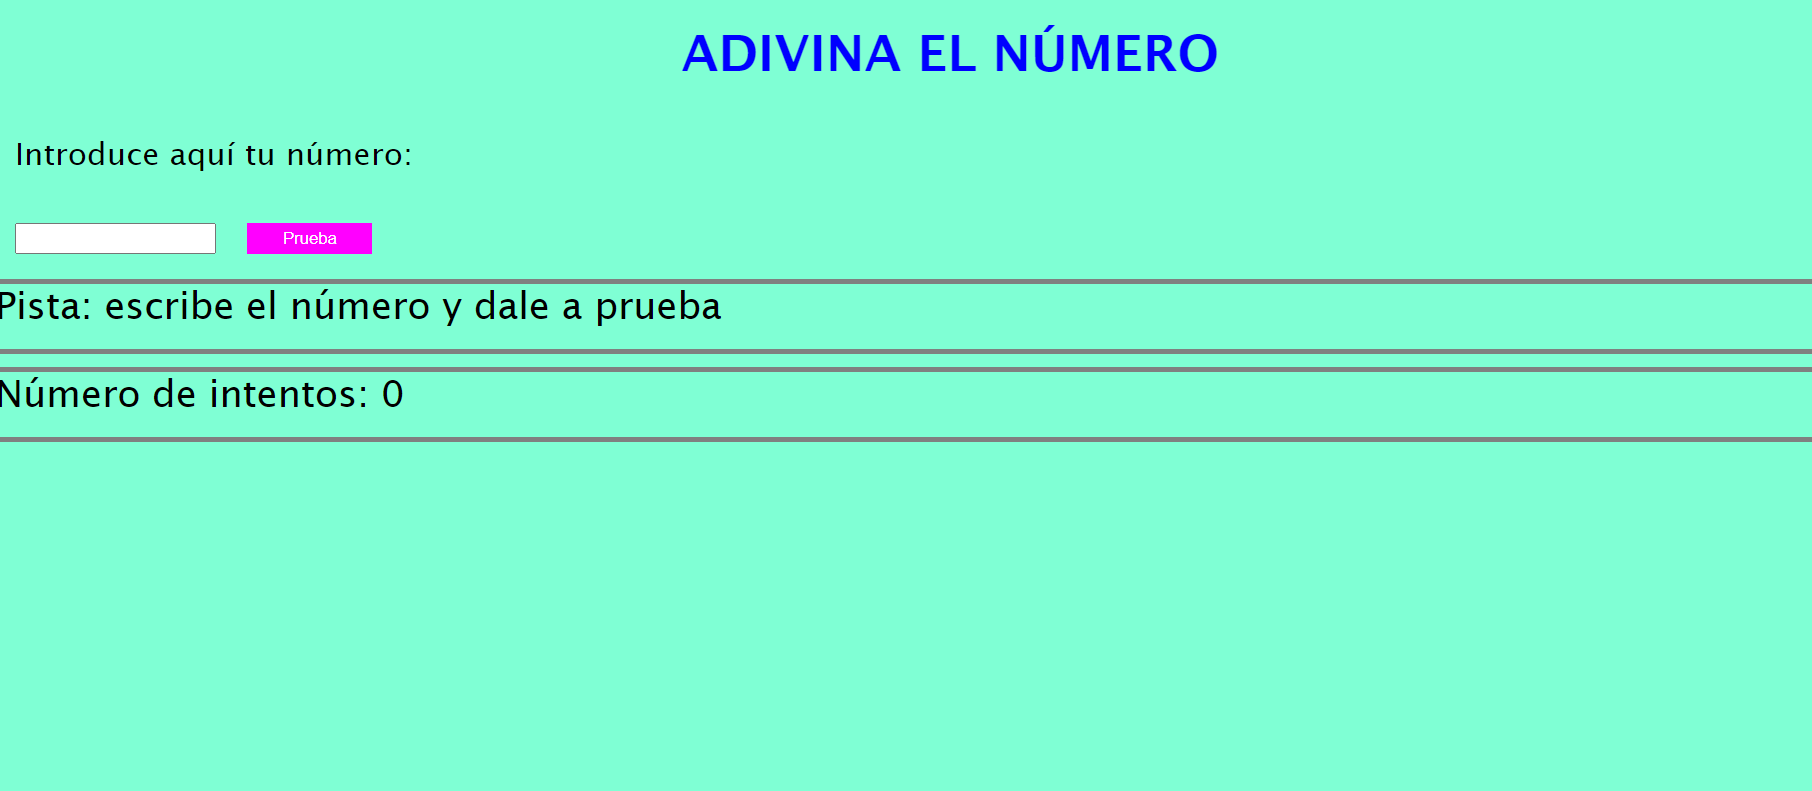 ADIVINA EL NÚMERO
Introduce aquí tu número:
Prueba
Pista: escribe el número y dale a prueba
Número de intentos: 0